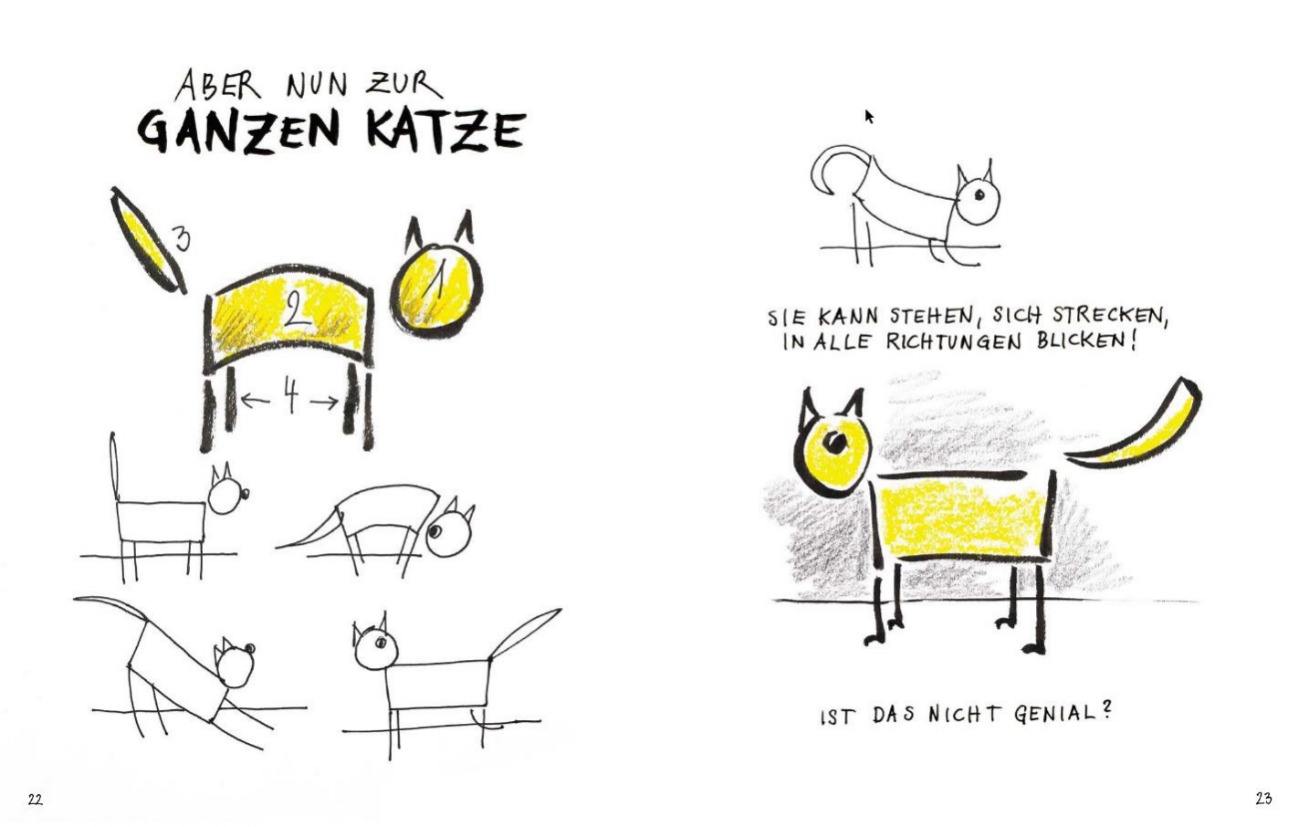 ABER NUN ZUR
GANZEN KATZE
3
2
1
← 4 →
22
SIE KANN STEHEN, SICH STRECKEN,
IN ALLE RICHTUNGEN BLICKEN!
IST DAS NICHT GENIAL?
23